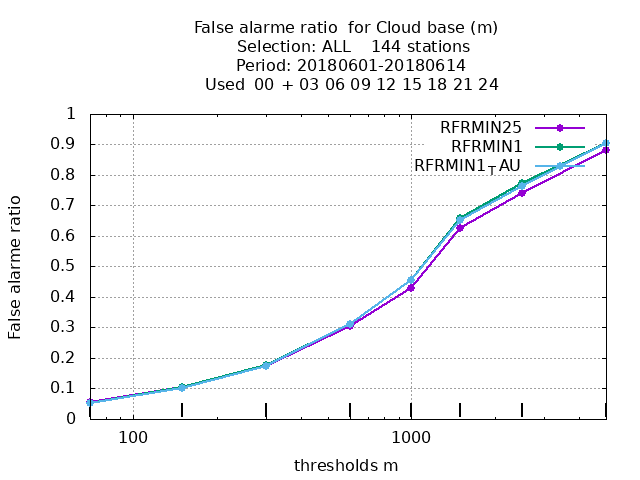 False alarme ratio for Cloud base (m)
Selection: ALL 144 stations
Period: 20180601-20180614
Used 00 + 03 06 09 12 15 18 21 24
RFRMIN25
RFRMIN1
RFRMIN1TAU
1
0.9
0.8
0.7
0.6
0.5
0.4
0.3
0.2
0.1
0
False alarme ratio
100 1000
thresholds m